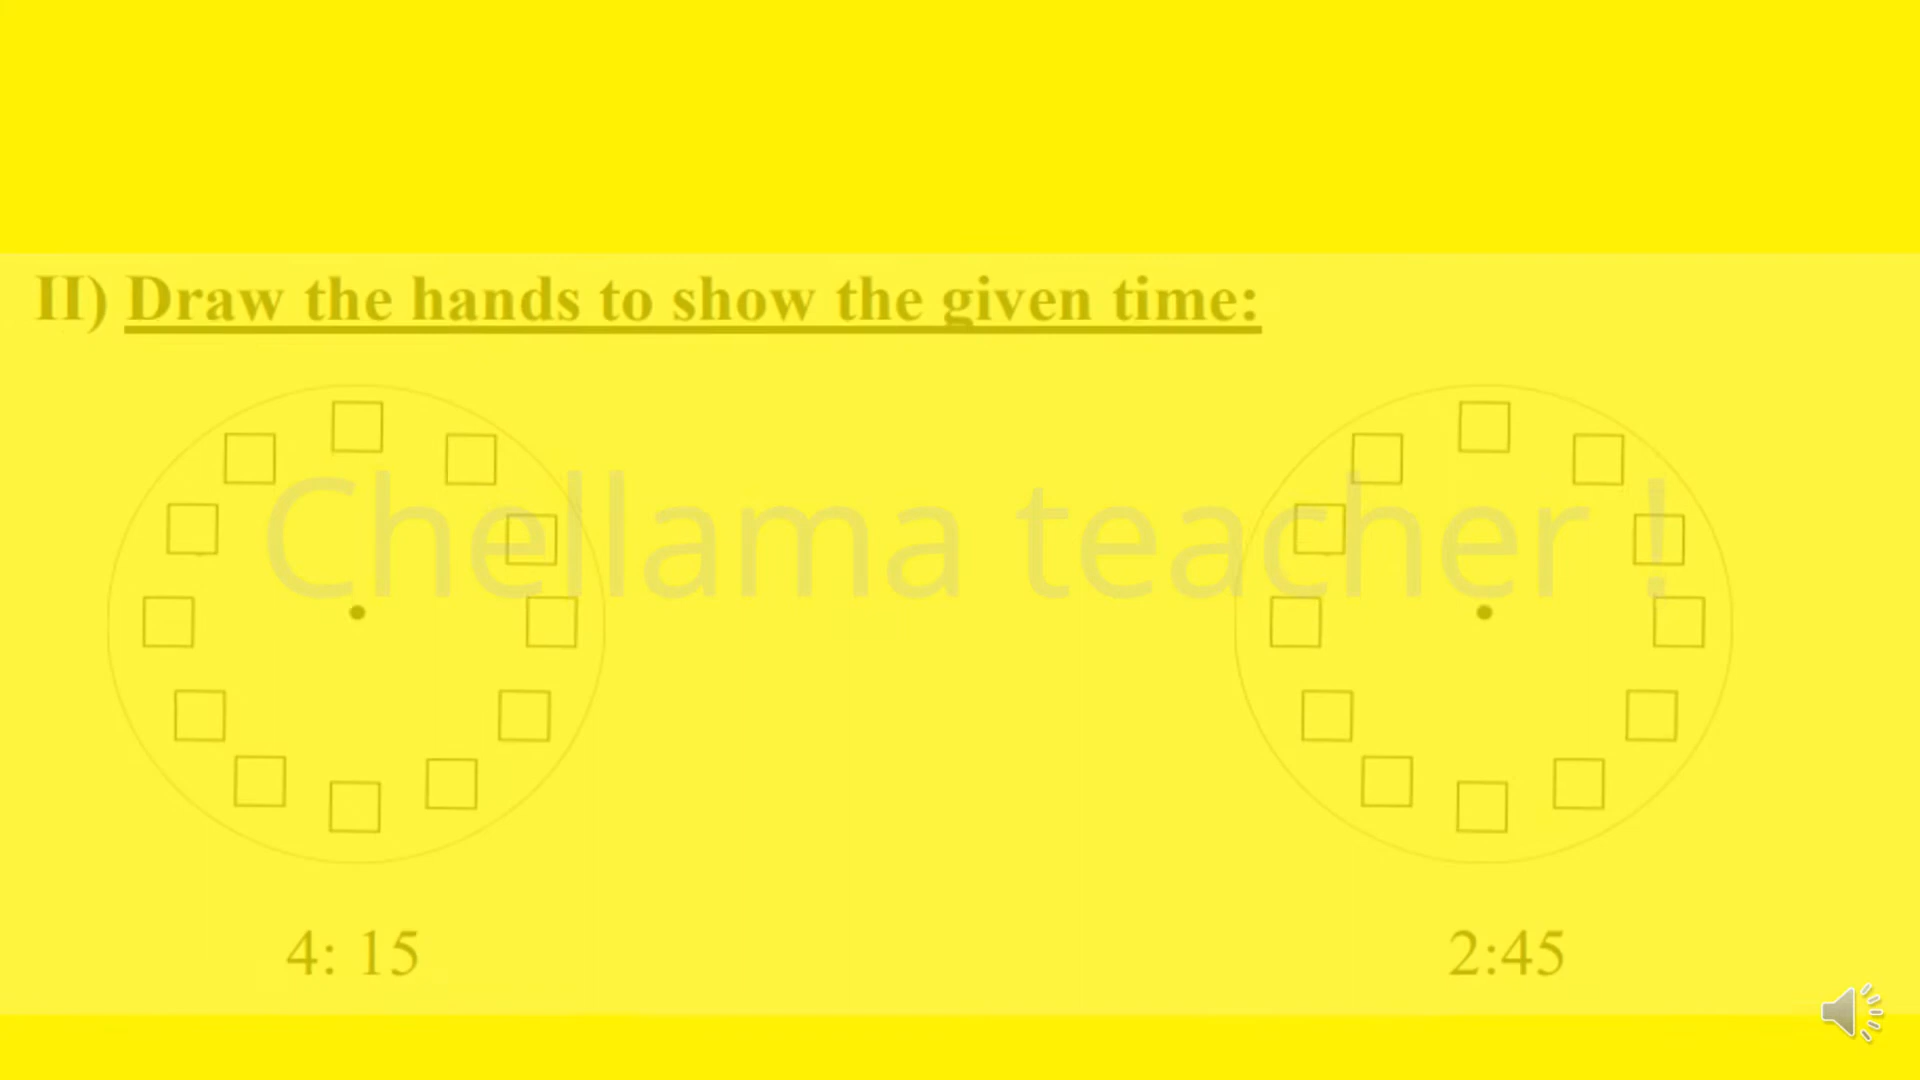 II) Draw the hands to show the given time:
Chellama teacher !
4: 15
2:45